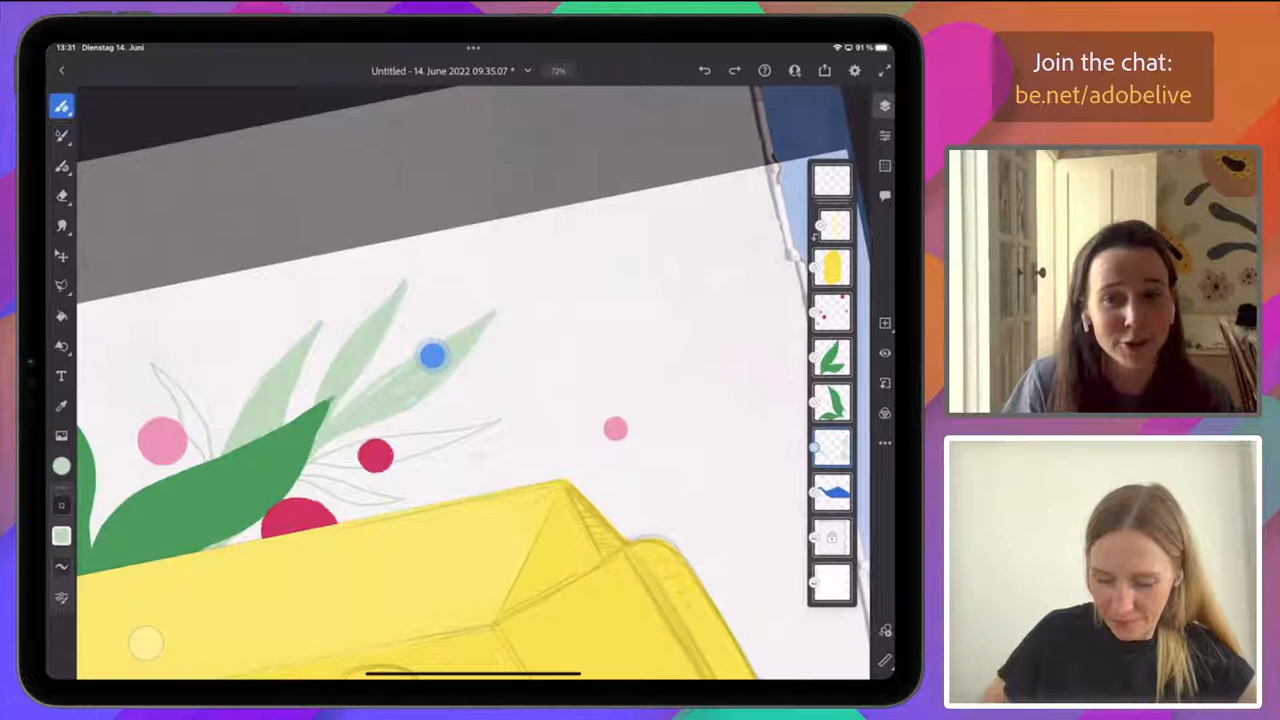 13:31 Dienstag 14. Juni
91 %
Untitled - 14. June 2022 09.35.07 *
72%
T
12
Join the chat:
be.net/adobelive